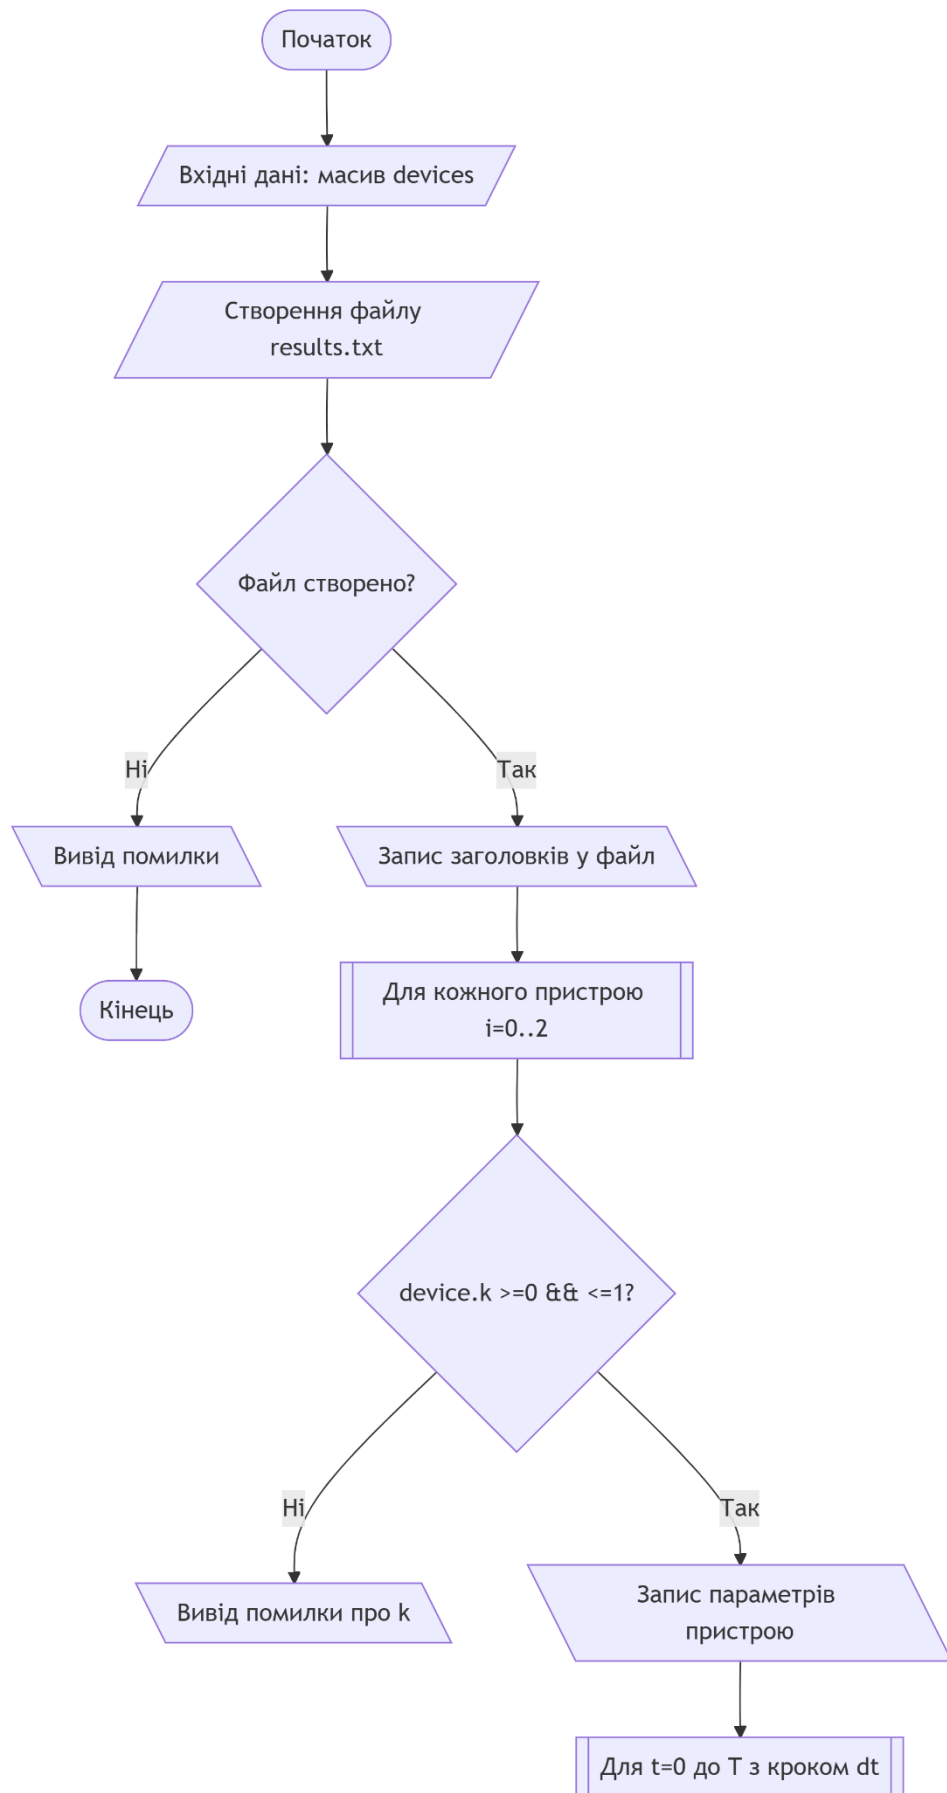 Початок
Вхідні дані: масив devices
Створення файлу
results.txt
Файл створено?
Ні
Так
Вивід помилки
Запис заголовків у файл
Кінець
Для кожного пристрою
i=0..2
device.k >=0 && <=1?
Ні
Так
Вивід помилки про k
Запис параметрів
пристрою
Для t=0 до T з кроком dt